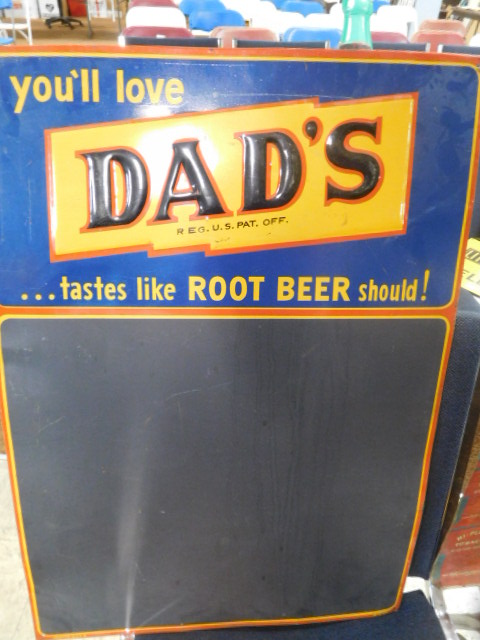 you'll love
DAD'S
REG. U.S. PAT. OFF.
...tastes like ROOT BEER should!